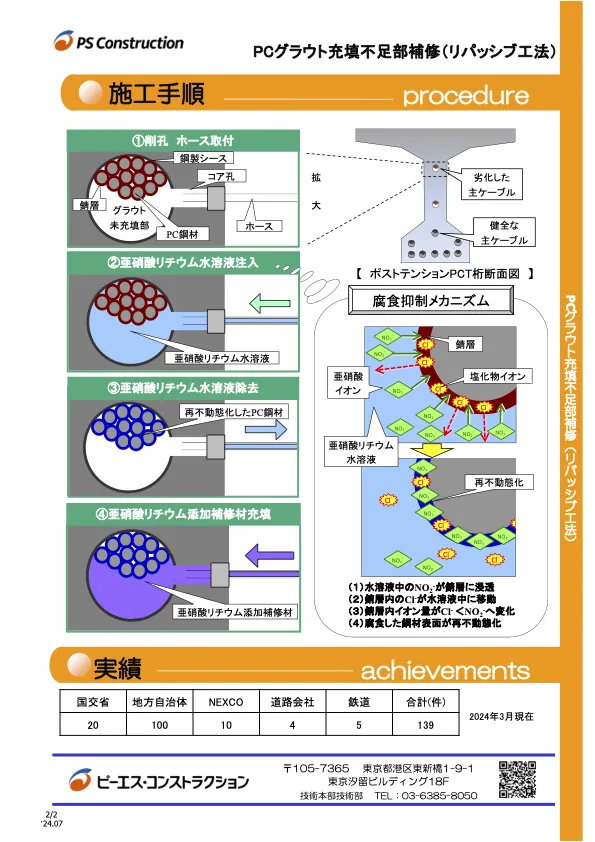 PS Construction
PCグラウト充填不足部補修（リパッシブ工法）
施工手順
procedure
①削孔　ホース取付
鋼製シース
コア孔
錆層
グラウト
未充填部
PC鋼材
ホース
拡
大
劣化した
主ケーブル
健全な
主ケーブル
【 ポストテンションPCT桁断面図 】
②亜硝酸リチウム水溶液注入
亜硝酸リチウム水溶液
③亜硝酸リチウム水溶液除去
再不動態化したPC鋼材
④亜硝酸リチウム添加補修材充填
亜硝酸リチウム添加補修材
腐食抑制メカニズム
錆層
塩化物イオン
亜硝酸
イオン
亜硝酸リチウム
水溶液
再不動態化
（1）水溶液中のNO₂⁻が錆層に浸透
（2）錆層内のCl⁻が水溶液中に移動
（3）錆層内イオン量がCl⁻＜NO₂⁻へ変化
（4）腐食した鋼材表面が再不動態化
PCグラウト充填不足部補修（リパッシブ工法）
実績
achievements
国交省 地方自治体 NEXCO 道路会社 鉄道 合計(件)
20 100 10 4 5 139
2024年3月現在
ピーエス・コンストラクション
〒105-7365　東京都港区東新橋1-9-1
東京汐留ビルディング18F
技術本部技術部　TEL：03-6385-8050
2/2
'24.07